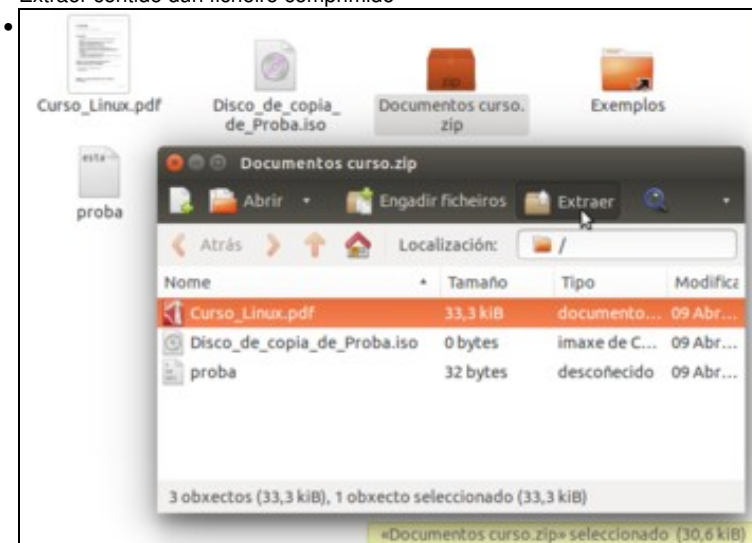 Extraer contido dun ficheiro comprimido
Curso_Linux.pdf
Disco_de_copia_
de_Proba.iso
Documentos curso.
zip
Exemplos
zip
esta
proba
Documentos curso.zip
Abrir
Engadir ficheiros
Extraer
Atrás
Localización:
/
Nome
Tamaño
Tipo
Modifica
Curso_Linux.pdf 33,3 kiB documento... 09 Abr...
Disco_de_copia_de_Proba.iso 0 bytes imaxe de C... 09 Abr...
proba 32 bytes descoñecido 09 Abr...
3 obxectos (33,3 kiB), 1 obxecto seleccionado (33,3 kiB)
«Documentos curso.zip» seleccionado (30,6 kiB)